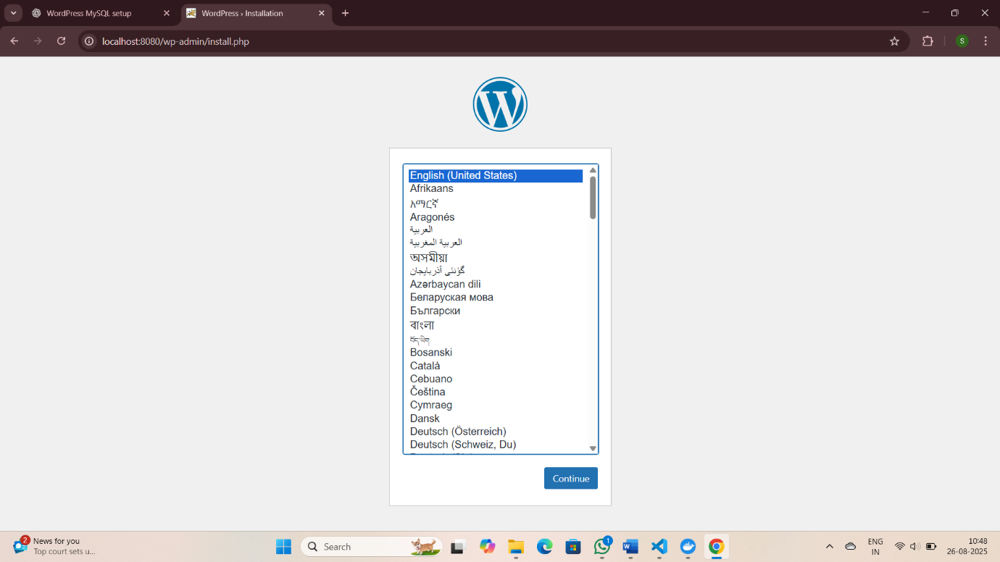 WordPress MySQL setup
WordPress › Installation
localhost:8080/wp-admin/install.php
S
English (United States)
Afrikaans
አማርኛ
Aragonés
العربية
العربية المغربية
অসমীয়া
گؤنئی آذربایجان
Azərbaycan dili
Беларуская мова
Български
বাংলা
བོད་ཡིག
Bosanski
Català
Cebuano
Čeština
Cymraeg
Dansk
Deutsch (Österreich)
Deutsch (Schweiz, Du)
Continue
2
News for you
Top court sets u...
Search
1
ENG
IN
10:48
26-08-2025